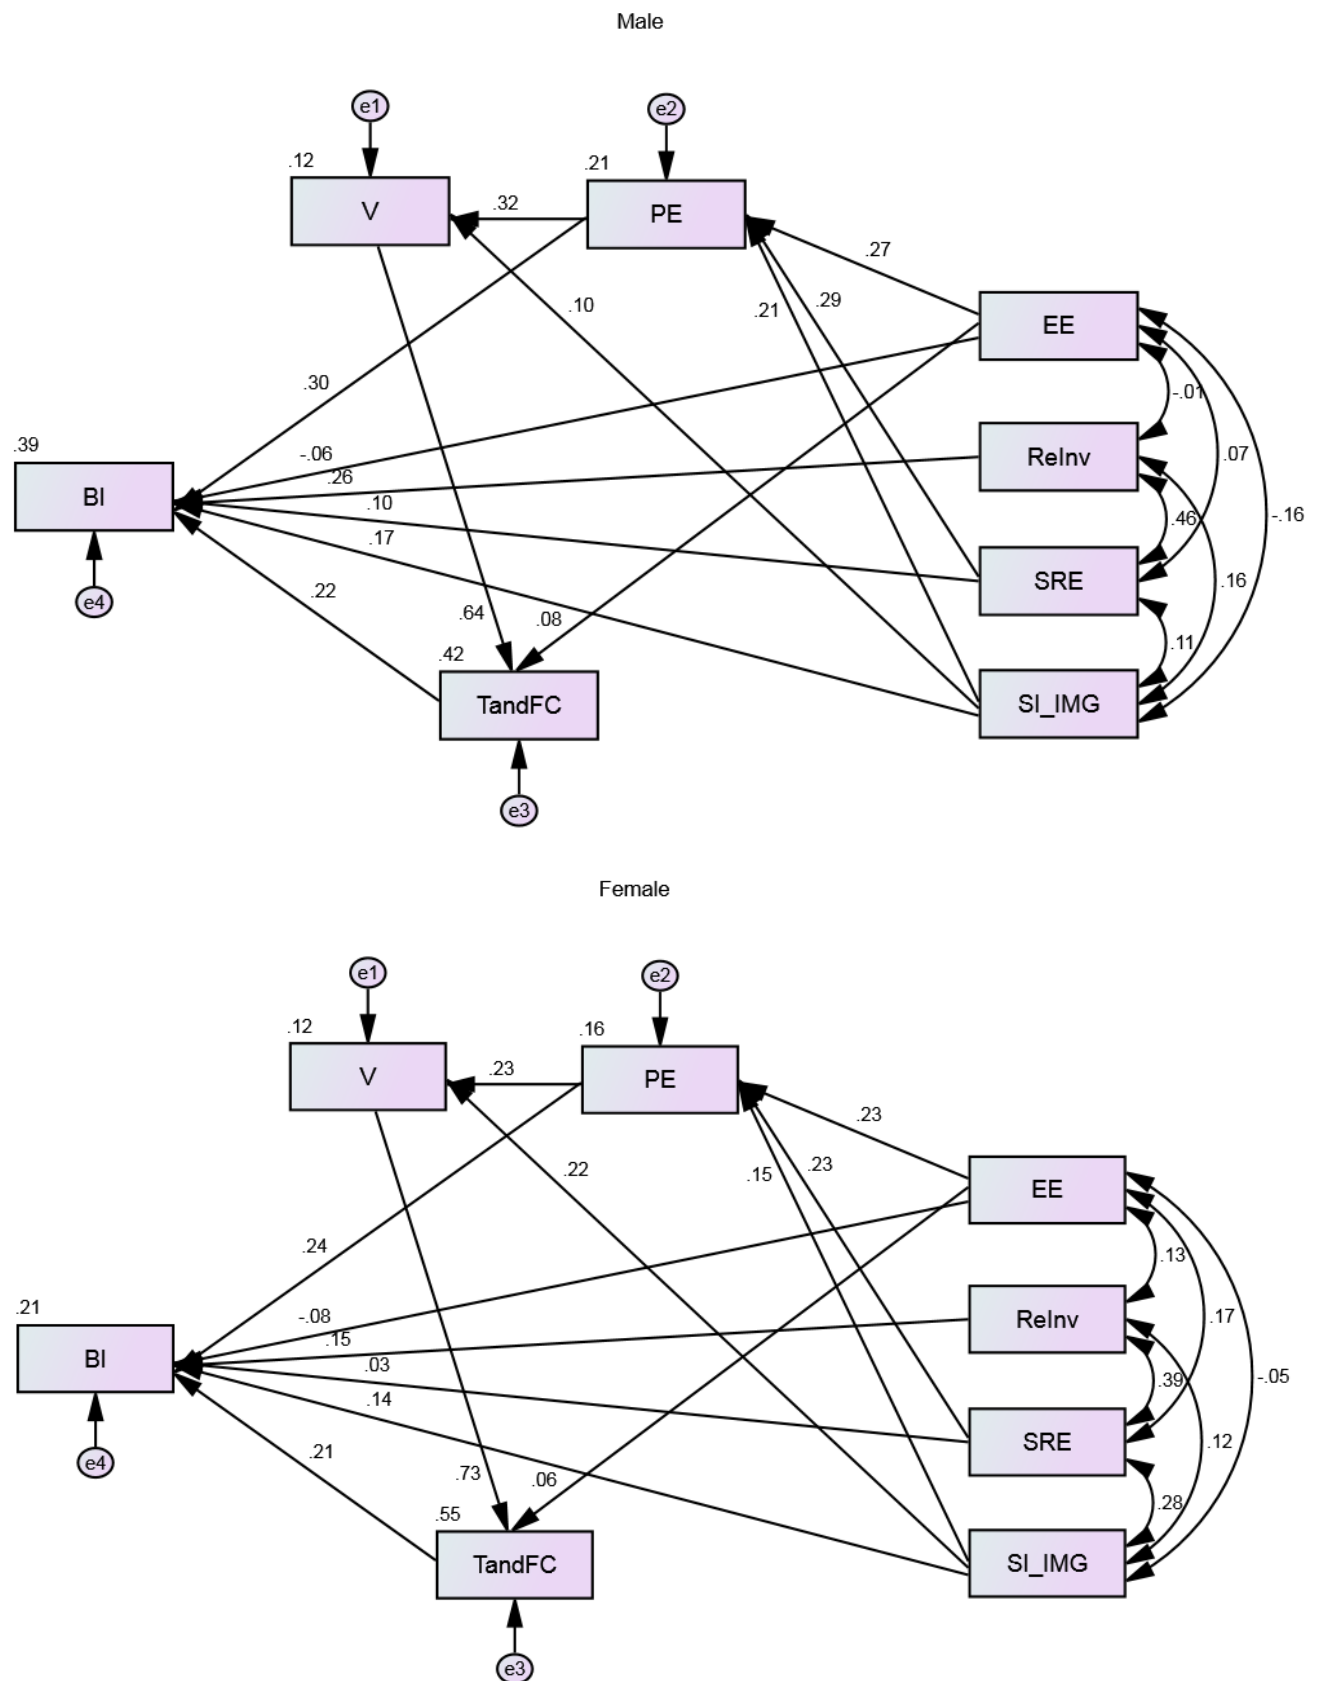 Male
e1
e2
.12
.21
V
.32
PE
.27
.10
.21
.29
EE
-.01
.30
.39
-.06
.26
ReInv
.07
BI
.10
.46
-.16
.17
.22
.64
.08
SRE
.16
e4
.42
.11
TandFC
SI_IMG
e3
Female
e1
e2
.12
.16
V
.23
PE
.23
.22
.15
.23
EE
.24
.13
.21
-.08
.15
ReInv
.17
BI
.03
.39
-.05
.14
.21
.73
.06
SRE
.12
e4
.55
.28
TandFC
SI_IMG
e3